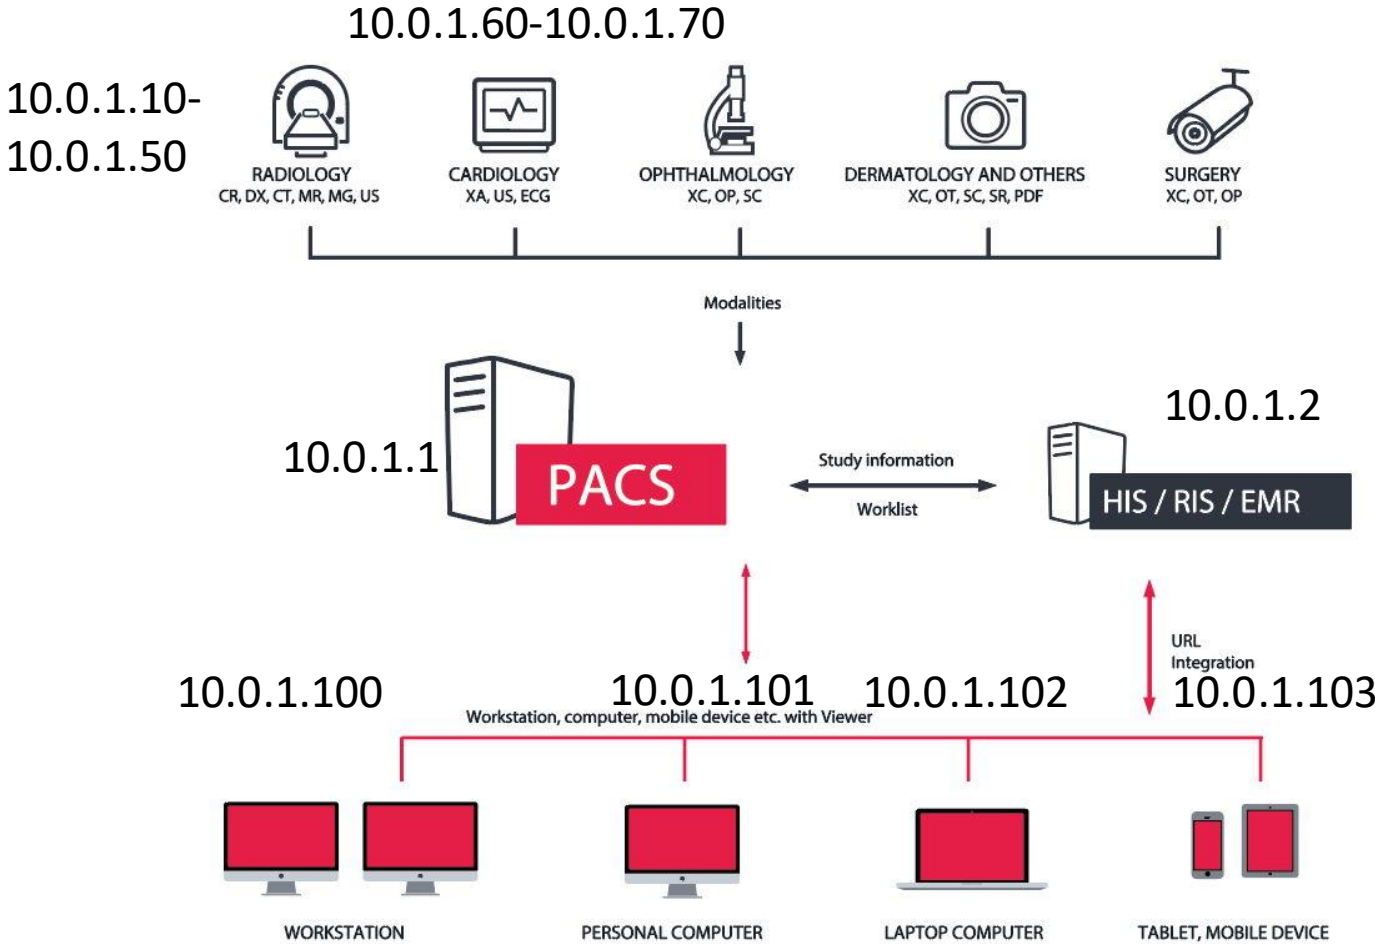 10.0.1.60-10.0.1.70
10.0.1.10-
10.0.1.50
RADIOLOGY
CR, DX, CT, MR, MG, US
CARDIOLOGY
XA, US, ECG
OPHTHALMOLOGY
XC, OP, SC
DERMATOLOGY AND OTHERS
XC, OT, SC, SR, PDF
SURGERY
XC, OT, OP
Modalities
10.0.1.1
PACS
Study information
Worklist
10.0.1.2
HIS / RIS / EMR
URL
Integration
10.0.1.100
10.0.1.101
10.0.1.102
10.0.1.103
Workstation, computer, mobile device etc. with Viewer
WORKSTATION
PERSONAL COMPUTER
LAPTOP COMPUTER
TABLET, MOBILE DEVICE